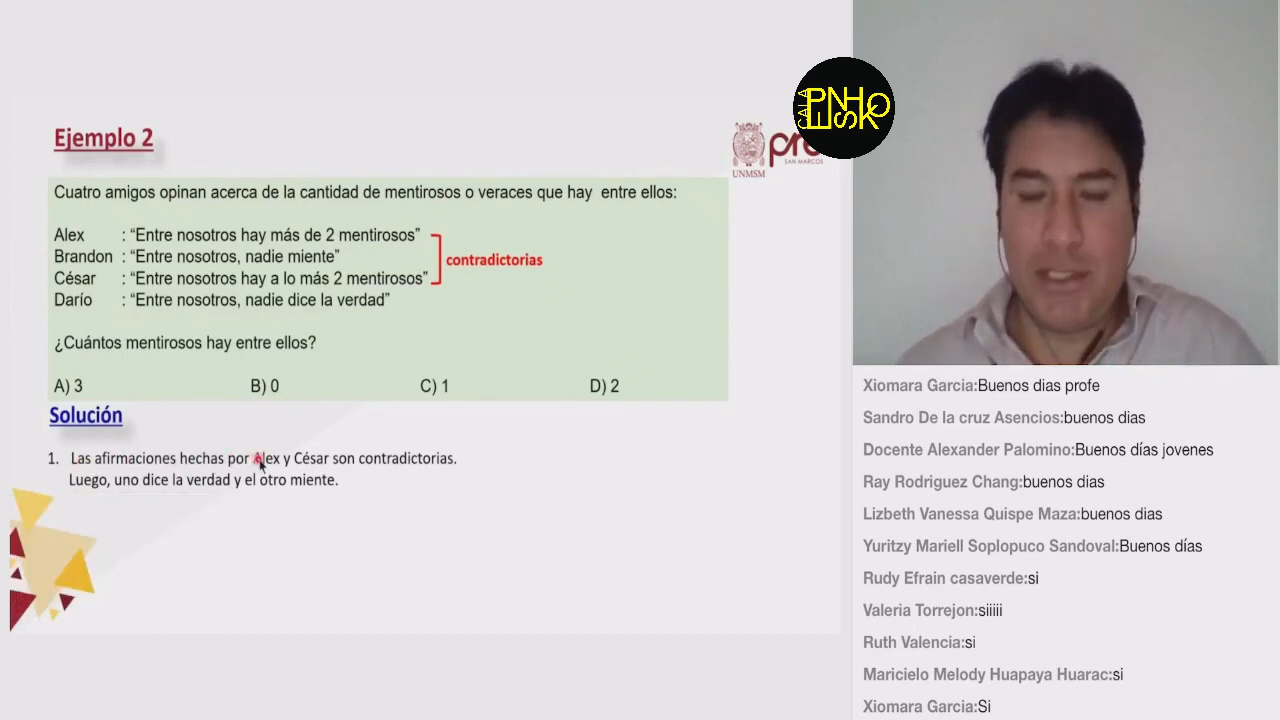 Ejemplo 2
UNMSM
SAN MARCOS
Cuatro amigos opinan acerca de la cantidad de mentirosos o veraces que hay entre ellos:
Alex : “Entre nosotros hay más de 2 mentirosos”
Brandon : “Entre nosotros, nadie miente”
César : “Entre nosotros hay a lo más 2 mentirosos”
Darío : “Entre nosotros, nadie dice la verdad”
contradictorias
¿Cuántos mentirosos hay entre ellos?
A) 3 B) 0 C) 1 D) 2
Solución
1. Las afirmaciones hechas por Alex y César son contradictorias.
Luego, uno dice la verdad y el otro miente.
Xiomara Garcia:Buenos dias profe
Sandro De la cruz Asencios:buenos dias
Docente Alexander Palomino:Buenos días jovenes
Ray Rodriguez Chang:buenos dias
Lizbeth Vanessa Quispe Maza:buenos dias
Yuritzy Mariell Soplopuco Sandoval:Buenos días
Rudy Efrain casaverde:si
Valeria Torrejon:siiiii
Ruth Valencia:si
Maricielo Melody Huapaya Huarac:si
Xiomara Garcia:Si